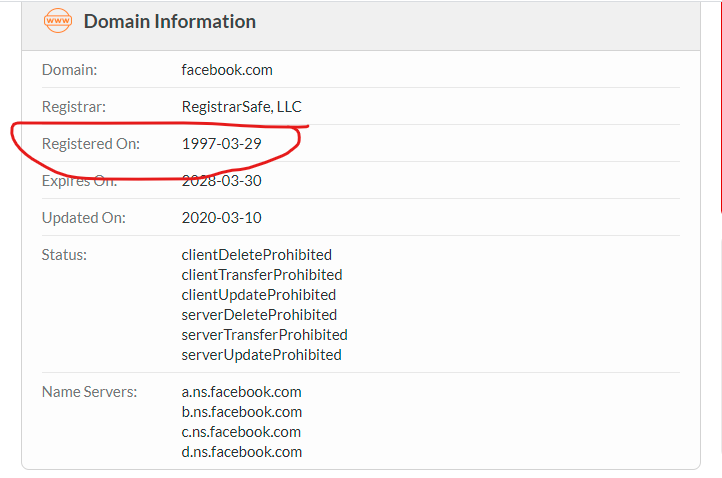 www Domain Information
Domain: facebook.com
Registrar: RegistrarSafe, LLC
Registered On: 1997-03-29
Expires On: 2028-03-30
Updated On: 2020-03-10
Status: clientDeleteProhibited
clientTransferProhibited
clientUpdateProhibited
serverDeleteProhibited
serverTransferProhibited
serverUpdateProhibited
Name Servers: a.ns.facebook.com
b.ns.facebook.com
c.ns.facebook.com
d.ns.facebook.com